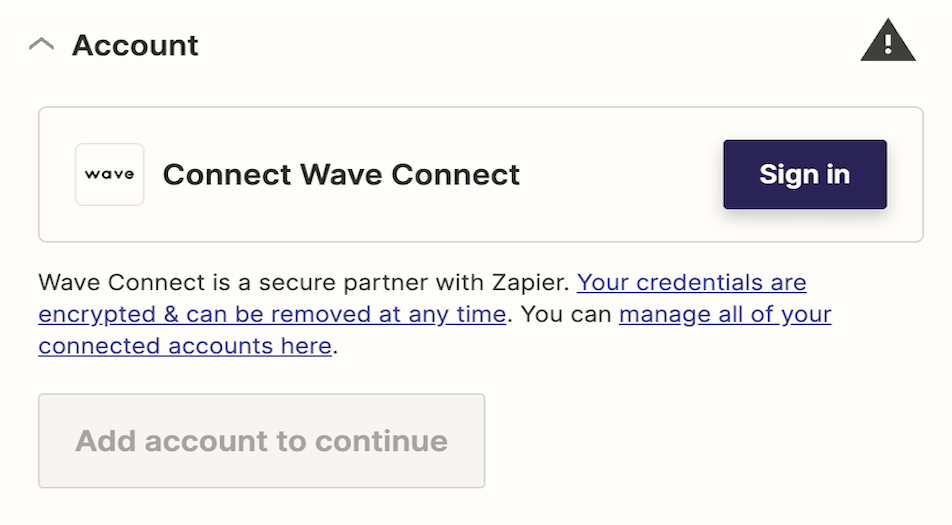 Account
wave
Connect Wave Connect
Sign in
Wave Connect is a secure partner with Zapier. Your credentials are
encrypted & can be removed at any time. You can manage all of your
connected accounts here.
Add account to continue